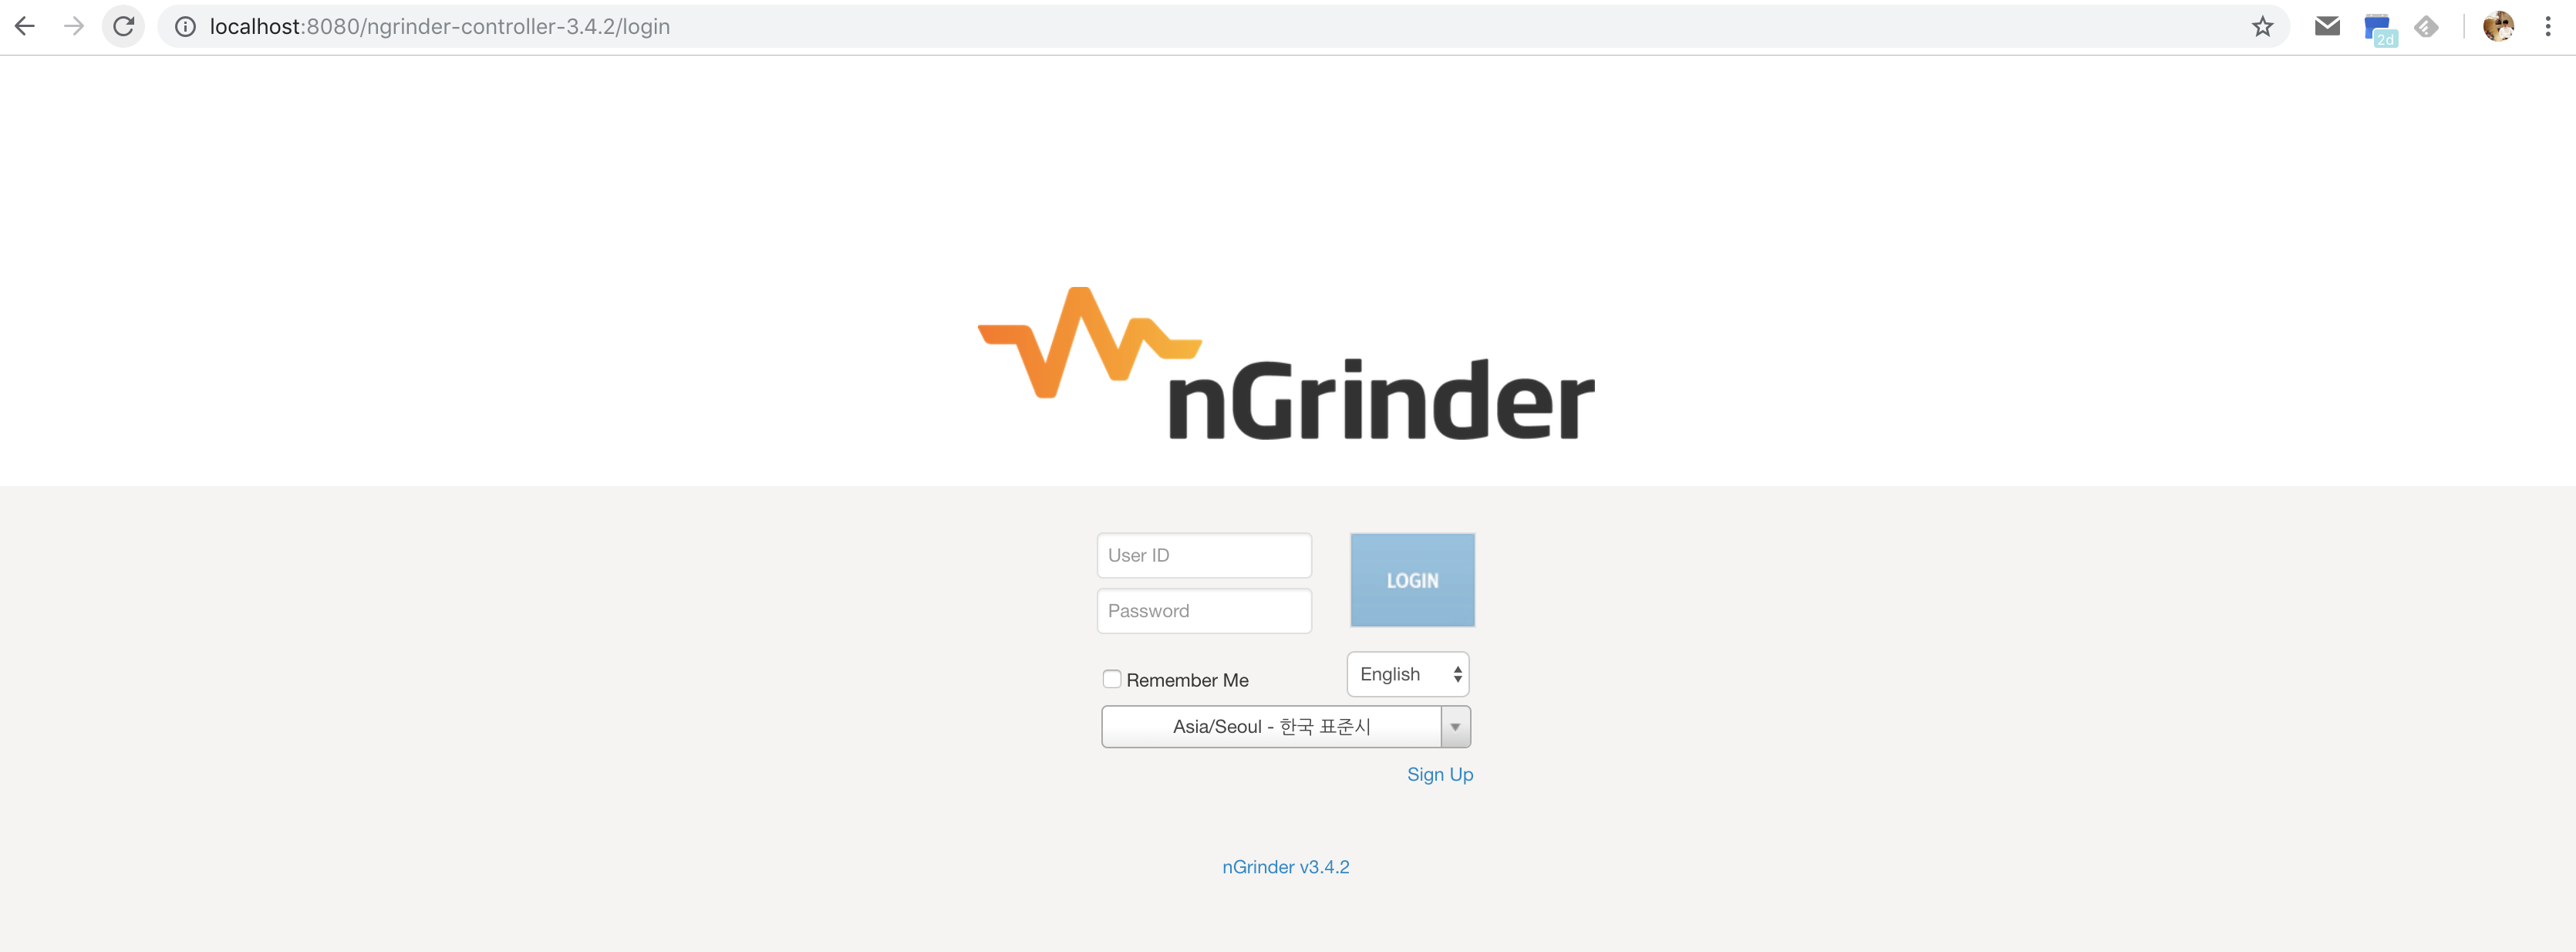 localhost:8080/ngrinder-controller-3.4.2/login
2d
nGrinder
User ID
LOGIN
Password
Remember Me
English
Asia/Seoul - 한국 표준시
Sign Up
nGrinder v3.4.2